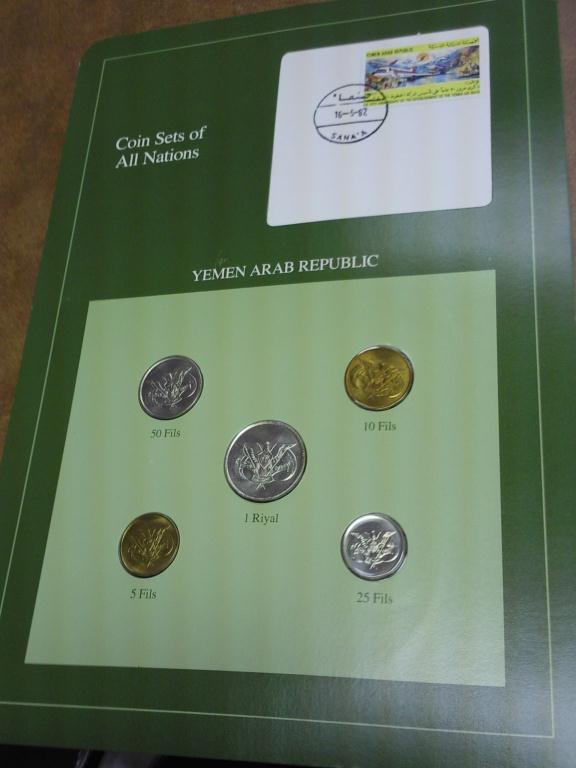 Coin Sets of
All Nations
YEMEN ARAB REPUBLIC
صنعاء
16-5-82
SANA'A
YEMEN ARAB REPUBLIC
50 Fils
10 Fils
1 Riyal
5 Fils
25 Fils